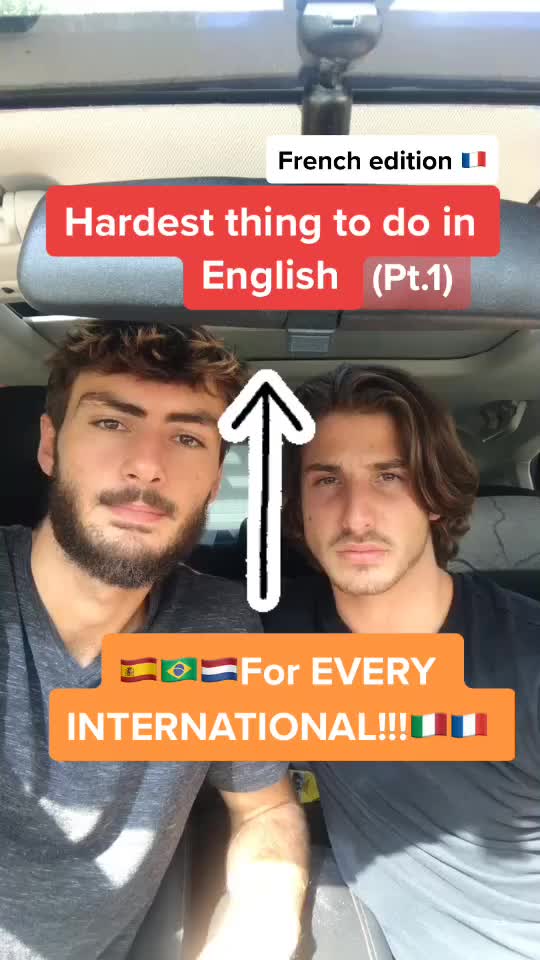 French edition 🇫🇷
Hardest thing to do in
English (Pt.1)
🇪🇸🇧🇷🇳🇱For EVERY
INTERNATIONAL!!!🇮🇹🇫🇷